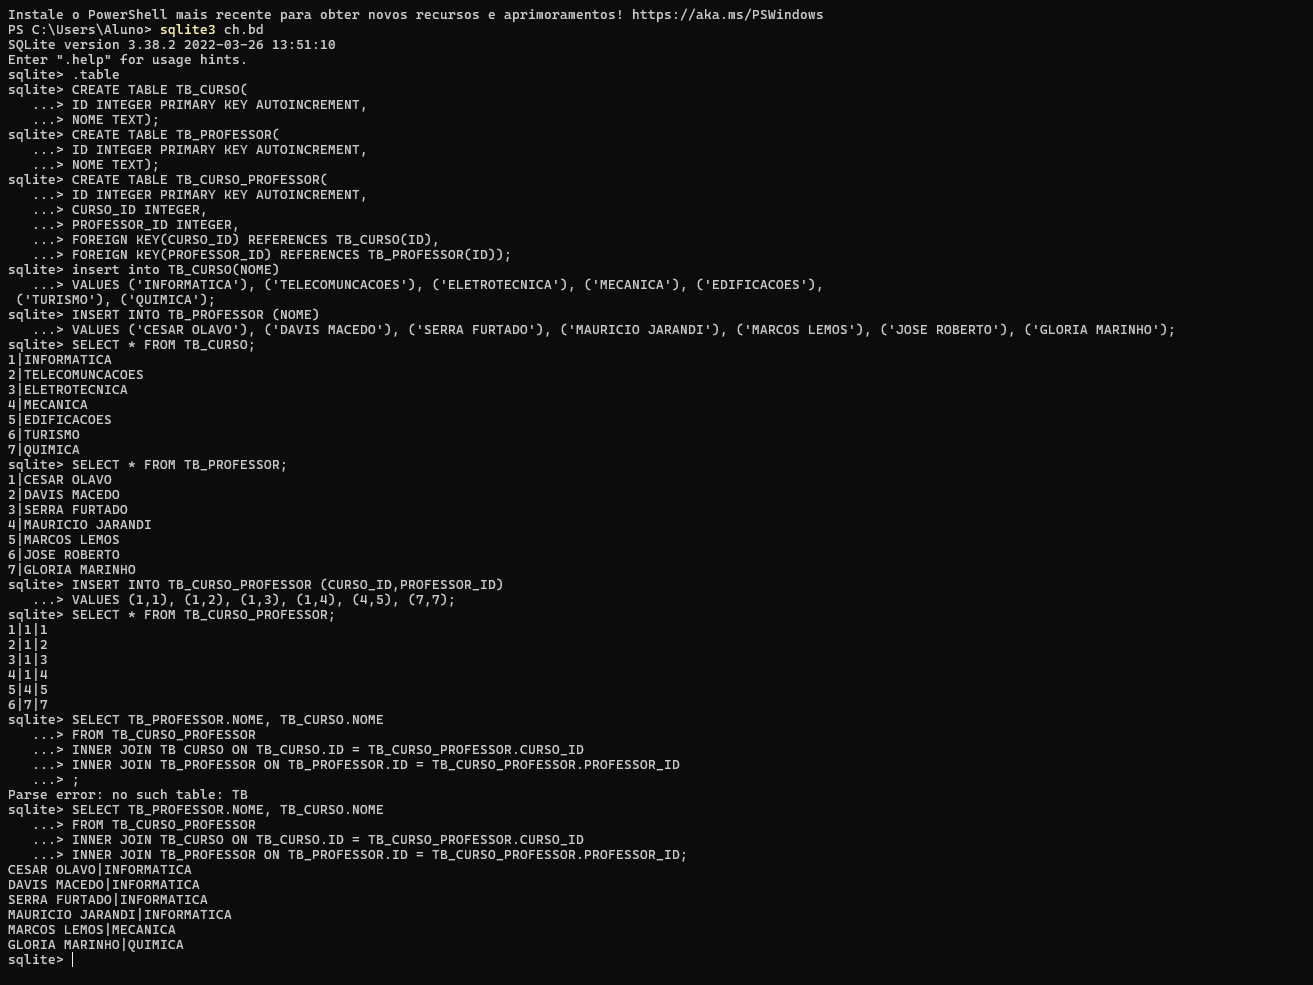 Instale o PowerShell mais recente para obter novos recursos e aprimoramentos! https://aka.ms/PSWindows
PS C:\Users\Aluno> sqlite3 ch.bd
SQLite version 3.38.2 2022-03-26 13:51:10
Enter ".help" for usage hints.
sqlite> .table
sqlite> CREATE TABLE TB_CURSO(
   ...> ID INTEGER PRIMARY KEY AUTOINCREMENT,
   ...> NOME TEXT);
sqlite> CREATE TABLE TB_PROFESSOR(
   ...> ID INTEGER PRIMARY KEY AUTOINCREMENT,
   ...> NOME TEXT);
sqlite> CREATE TABLE TB_CURSO_PROFESSOR(
   ...> ID INTEGER PRIMARY KEY AUTOINCREMENT,
   ...> CURSO_ID INTEGER,
   ...> PROFESSOR_ID INTEGER,
   ...> FOREIGN KEY(CURSO_ID) REFERENCES TB_CURSO(ID),
   ...> FOREIGN KEY(PROFESSOR_ID) REFERENCES TB_PROFESSOR(ID));
sqlite> insert into TB_CURSO(NOME)
   ...> VALUES ('INFORMATICA'), ('TELECOMUNCACOES'), ('ELETROTECNICA'), ('MECANICA'), ('EDIFICACOES'),
 ('TURISMO'), ('QUIMICA');
sqlite> INSERT INTO TB_PROFESSOR (NOME)
   ...> VALUES ('CESAR OLAVO'), ('DAVIS MACEDO'), ('SERRA FURTADO'), ('MAURICIO JARANDI'), ('MARCOS LEMOS'), ('JOSE ROBERTO'), ('GLORIA MARINHO');
sqlite> SELECT * FROM TB_CURSO;
1|INFORMATICA
2|TELECOMUNCACOES
3|ELETROTECNICA
4|MECANICA
5|EDIFICACOES
6|TURISMO
7|QUIMICA
sqlite> SELECT * FROM TB_PROFESSOR;
1|CESAR OLAVO
2|DAVIS MACEDO
3|SERRA FURTADO
4|MAURICIO JARANDI
5|MARCOS LEMOS
6|JOSE ROBERTO
7|GLORIA MARINHO
sqlite> INSERT INTO TB_CURSO_PROFESSOR (CURSO_ID,PROFESSOR_ID)
   ...> VALUES (1,1), (1,2), (1,3), (1,4), (4,5), (7,7);
sqlite> SELECT * FROM TB_CURSO_PROFESSOR;
1|1|1
2|1|2
3|1|3
4|1|4
5|4|5
6|7|7
sqlite> SELECT TB_PROFESSOR.NOME, TB_CURSO.NOME
   ...> FROM TB_CURSO_PROFESSOR
   ...> INNER JOIN TB CURSO ON TB_CURSO.ID = TB_CURSO_PROFESSOR.CURSO_ID
   ...> INNER JOIN TB_PROFESSOR ON TB_PROFESSOR.ID = TB_CURSO_PROFESSOR.PROFESSOR_ID
   ...> ;
Parse error: no such table: TB
sqlite> SELECT TB_PROFESSOR.NOME, TB_CURSO.NOME
   ...> FROM TB_CURSO_PROFESSOR
   ...> INNER JOIN TB_CURSO ON TB_CURSO.ID = TB_CURSO_PROFESSOR.CURSO_ID
   ...> INNER JOIN TB_PROFESSOR ON TB_PROFESSOR.ID = TB_CURSO_PROFESSOR.PROFESSOR_ID;
CESAR OLAVO|INFORMATICA
DAVIS MACEDO|INFORMATICA
SERRA FURTADO|INFORMATICA
MAURICIO JARANDI|INFORMATICA
MARCOS LEMOS|MECANICA
GLORIA MARINHO|QUIMICA
sqlite>